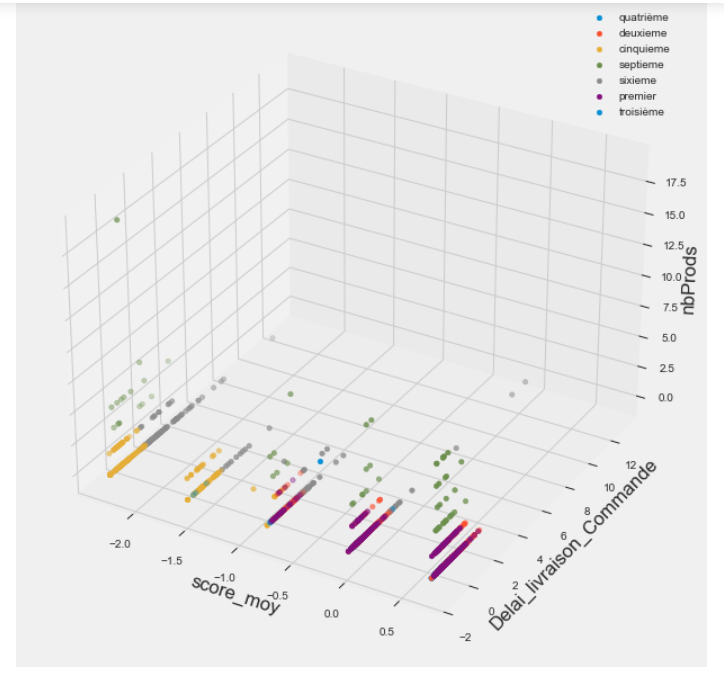 quatrième
deuxieme
cinquieme
septieme
sixieme
premier
troisième
17.5
15.0
12.5
10.0
7.5
5.0
2.5
0.0
nbProds
12
10
8
6
4
2
0
−2
Delai_livraison_Commande
−2.0
−1.5
−1.0
−0.5
0.0
0.5
score_moy